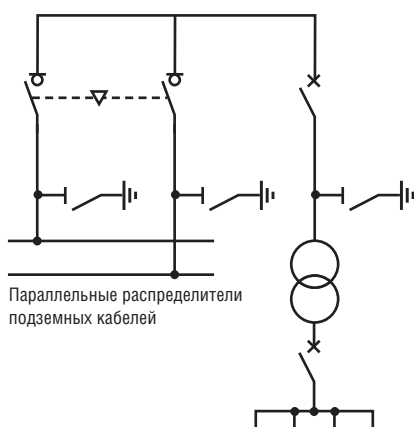 Параллельные распределители
подземных кабелей